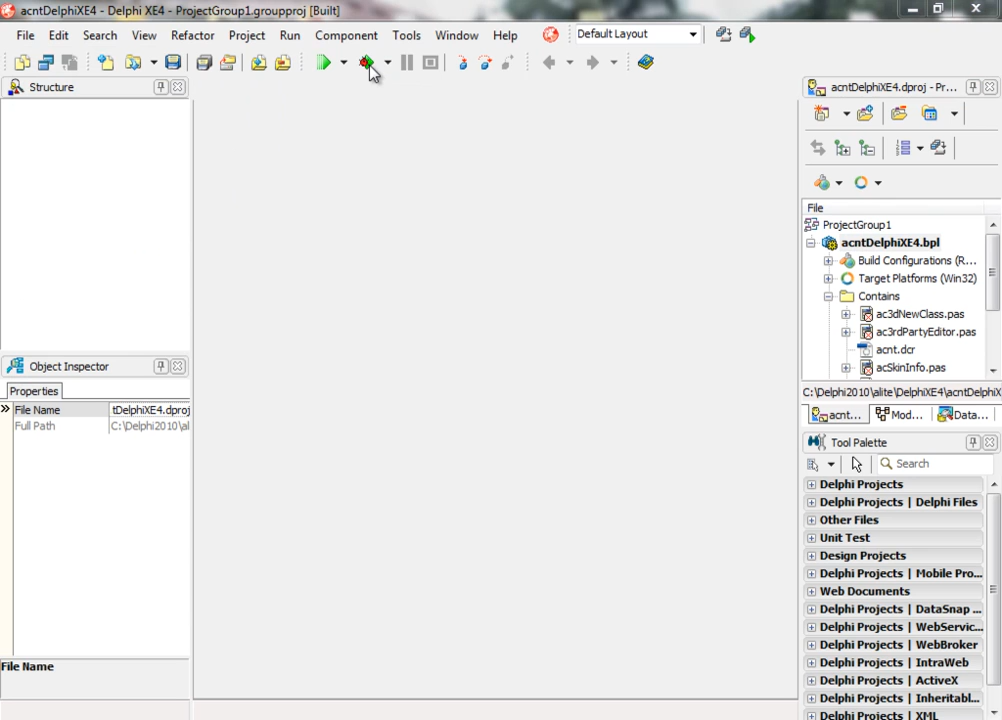 acntDelphiXE4 - Delphi XE4 - ProjectGroup1.groupproj [Built]
File Edit Search View Refactor Project Run Component Tools Window Help Default Layout
Structure
acntDelphiXE4.dproj - Pr...
File
ProjectGroup1
acntDelphiXE4.bpl
Build Configurations (R...
Target Platforms (Win32)
Contains
ac3dNewClass.pas
ac3rdPartyEditor.pas
acnt.dcr
acSkinInfo.pas
C:\Delphi2010\alite\DelphiXE4\acntDelphiX
acnt... Mod... Data...
Object Inspector
Properties
File Name tDelphiXE4.dproj
Full Path C:\Delphi2010\al
File Name
Tool Palette
Search
Delphi Projects
Delphi Projects | Delphi Files
Other Files
Unit Test
Design Projects
Delphi Projects | Mobile Pro...
Web Documents
Delphi Projects | DataSnap ...
Delphi Projects | WebServic...
Delphi Projects | WebBroker
Delphi Projects | IntraWeb
Delphi Projects | ActiveX
Delphi Projects | Inheritabl...
Delphi Projects | XML